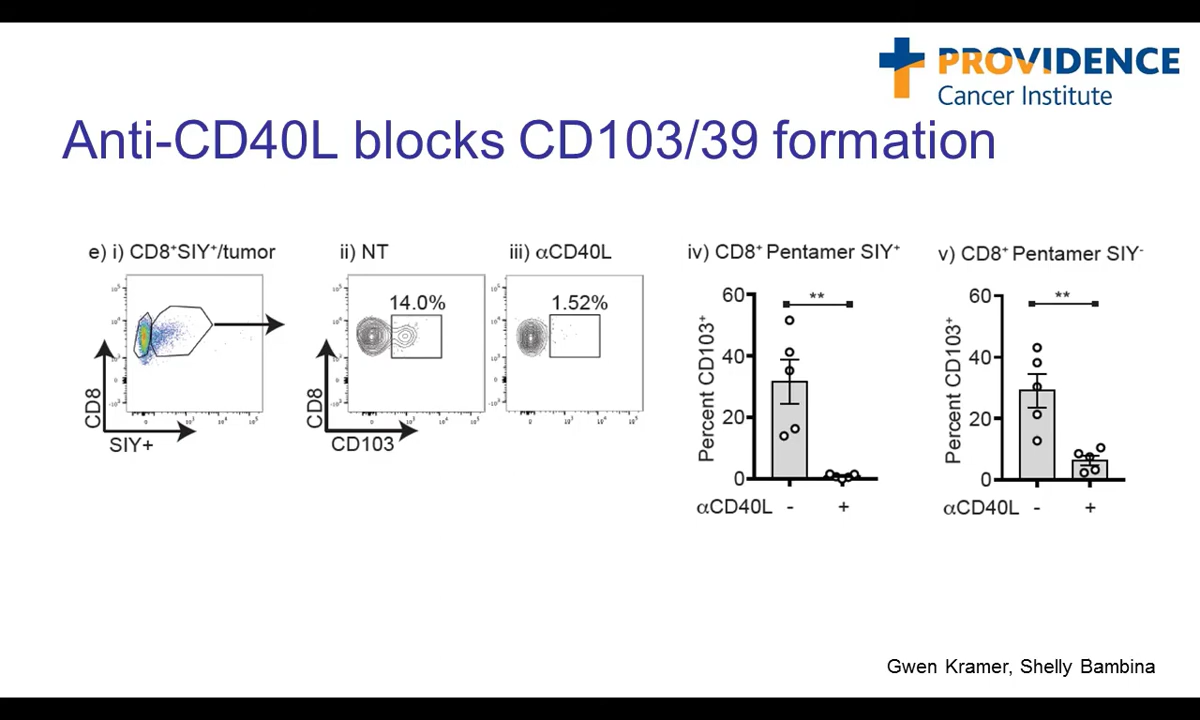 PROVIDENCE
Cancer Institute
Anti-CD40L blocks CD103/39 formation
e) i) CD8⁺SIY⁺/tumor
ii) NT
iii) αCD40L
iv) CD8⁺ Pentamer SIY⁺
v) CD8⁺ Pentamer SIY⁻
14.0%
1.52%
CD8
SIY+
CD8
CD103
**
Percent CD103⁺
60
40
20
0
αCD40L - +
**
Percent CD103⁺
60
40
20
0
αCD40L - +
Gwen Kramer, Shelly Bambina